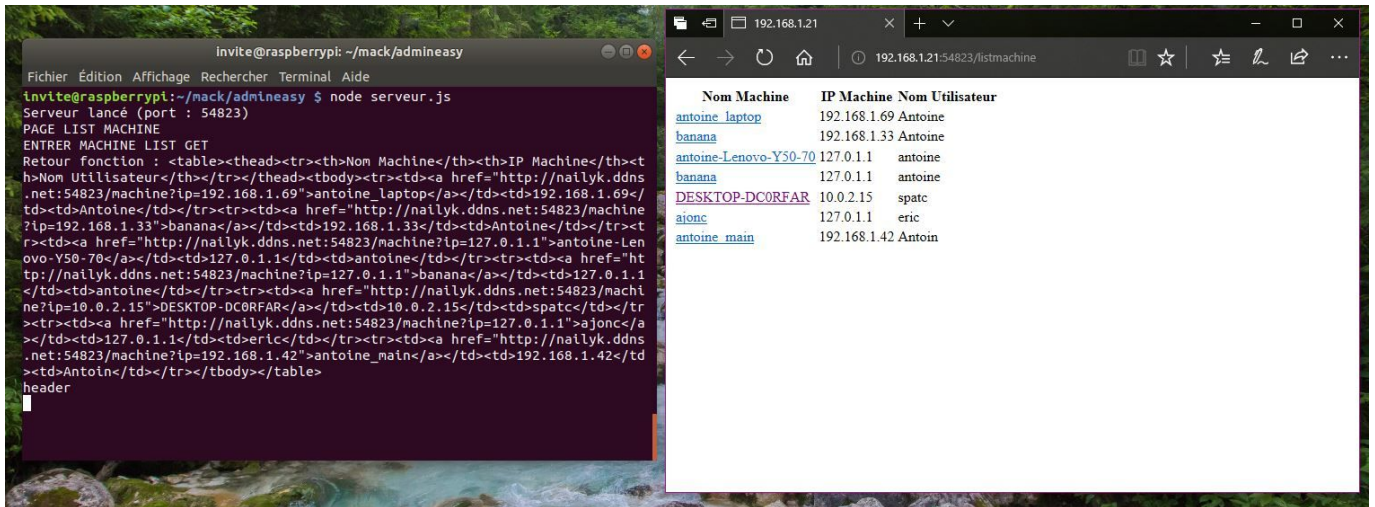 invite@raspberrypi: ~/mack/admineasy
Fichier Édition Affichage Rechercher Terminal Aide
invite@raspberrypi:~/mack/admineasy $ node serveur.js
Serveur lancé (port : 54823)
PAGE LIST MACHINE
ENTRER MACHINE LIST GET
Retour fonction : <table><thead><tr><th>Nom Machine</th><th>IP Machine</th><t
h>Nom Utilisateur</th></tr></thead><tbody><tr><td><a href="http://nailyk.ddns
.net:54823/machine?ip=192.168.1.69">antoine_laptop</a></td><td>192.168.1.69</
td><td>Antoine</td></tr><tr><td><a href="http://nailyk.ddns.net:54823/machine
?ip=192.168.1.33">banana</a></td><td>192.168.1.33</td><td>Antoine</td></tr><t
r><td><a href="http://nailyk.ddns.net:54823/machine?ip=127.0.1.1">antoine-Len
ovo-Y50-70</a></td><td>127.0.1.1</td><td>antoine</td></tr><tr><td><a href="ht
tp://nailyk.ddns.net:54823/machine?ip=127.0.1.1">banana</a></td><td>127.0.1.1
</td><td>antoine</td></tr><tr><td><a href="http://nailyk.ddns.net:54823/machi
ne?ip=10.0.2.15">DESKTOP-DC0RFAR</a></td><td>10.0.2.15</td><td>spatc</td></tr
><tr><td><a href="http://nailyk.ddns.net:54823/machine?ip=127.0.1.1">ajonc</a
></td><td>127.0.1.1</td><td>eric</td></tr><tr><td><a href="http://nailyk.ddns
.net:54823/machine?ip=192.168.1.42">antoine_main</a></td><td>192.168.1.42</td
><td>Antoin</td></tr></tbody></table>
header
192.168.1.21
192.168.1.21:54823/listmachine
Nom Machine IP Machine Nom Utilisateur
antoine_laptop 192.168.1.69 Antoine
banana 192.168.1.33 Antoine
antoine-Lenovo-Y50-70 127.0.1.1 antoine
banana 127.0.1.1 antoine
DESKTOP-DC0RFAR 10.0.2.15 spatc
ajonc 127.0.1.1 eric
antoine_main 192.168.1.42 Antoin